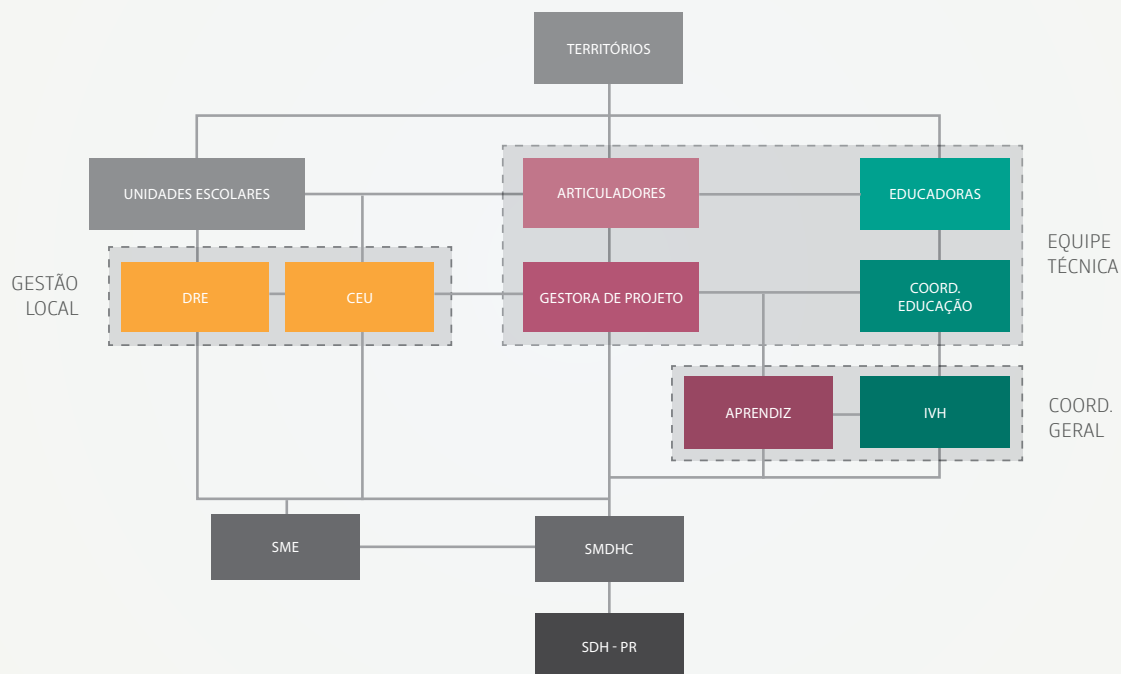 TERRITÓRIOS
UNIDADES ESCOLARES
ARTICULADORES
EDUCADORAS
EQUIPE
TÉCNICA
GESTÃO
LOCAL
DRE
CEU
GESTORA DE PROJETO
COORD.
EDUCAÇÃO
APRENDIZ
IVH
COORD.
GERAL
SME
SMDHC
SDH - PR